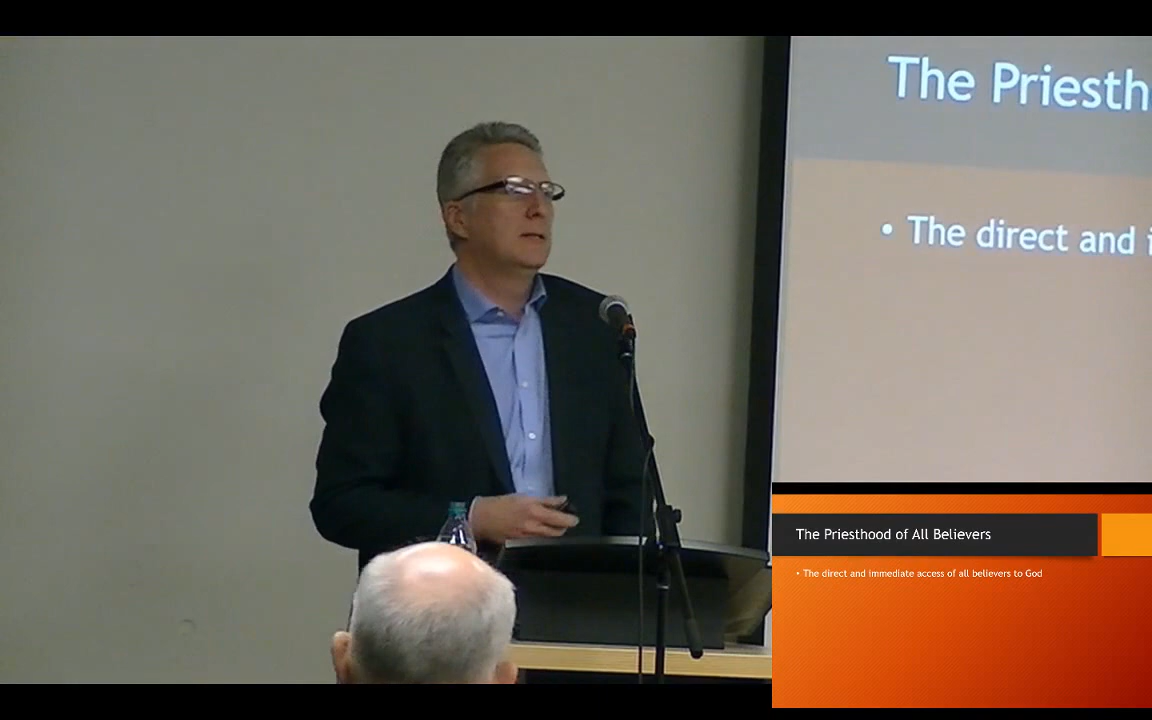 The Priesth
• The direct and i
The Priesthood of All Believers
• The direct and immediate access of all believers to God